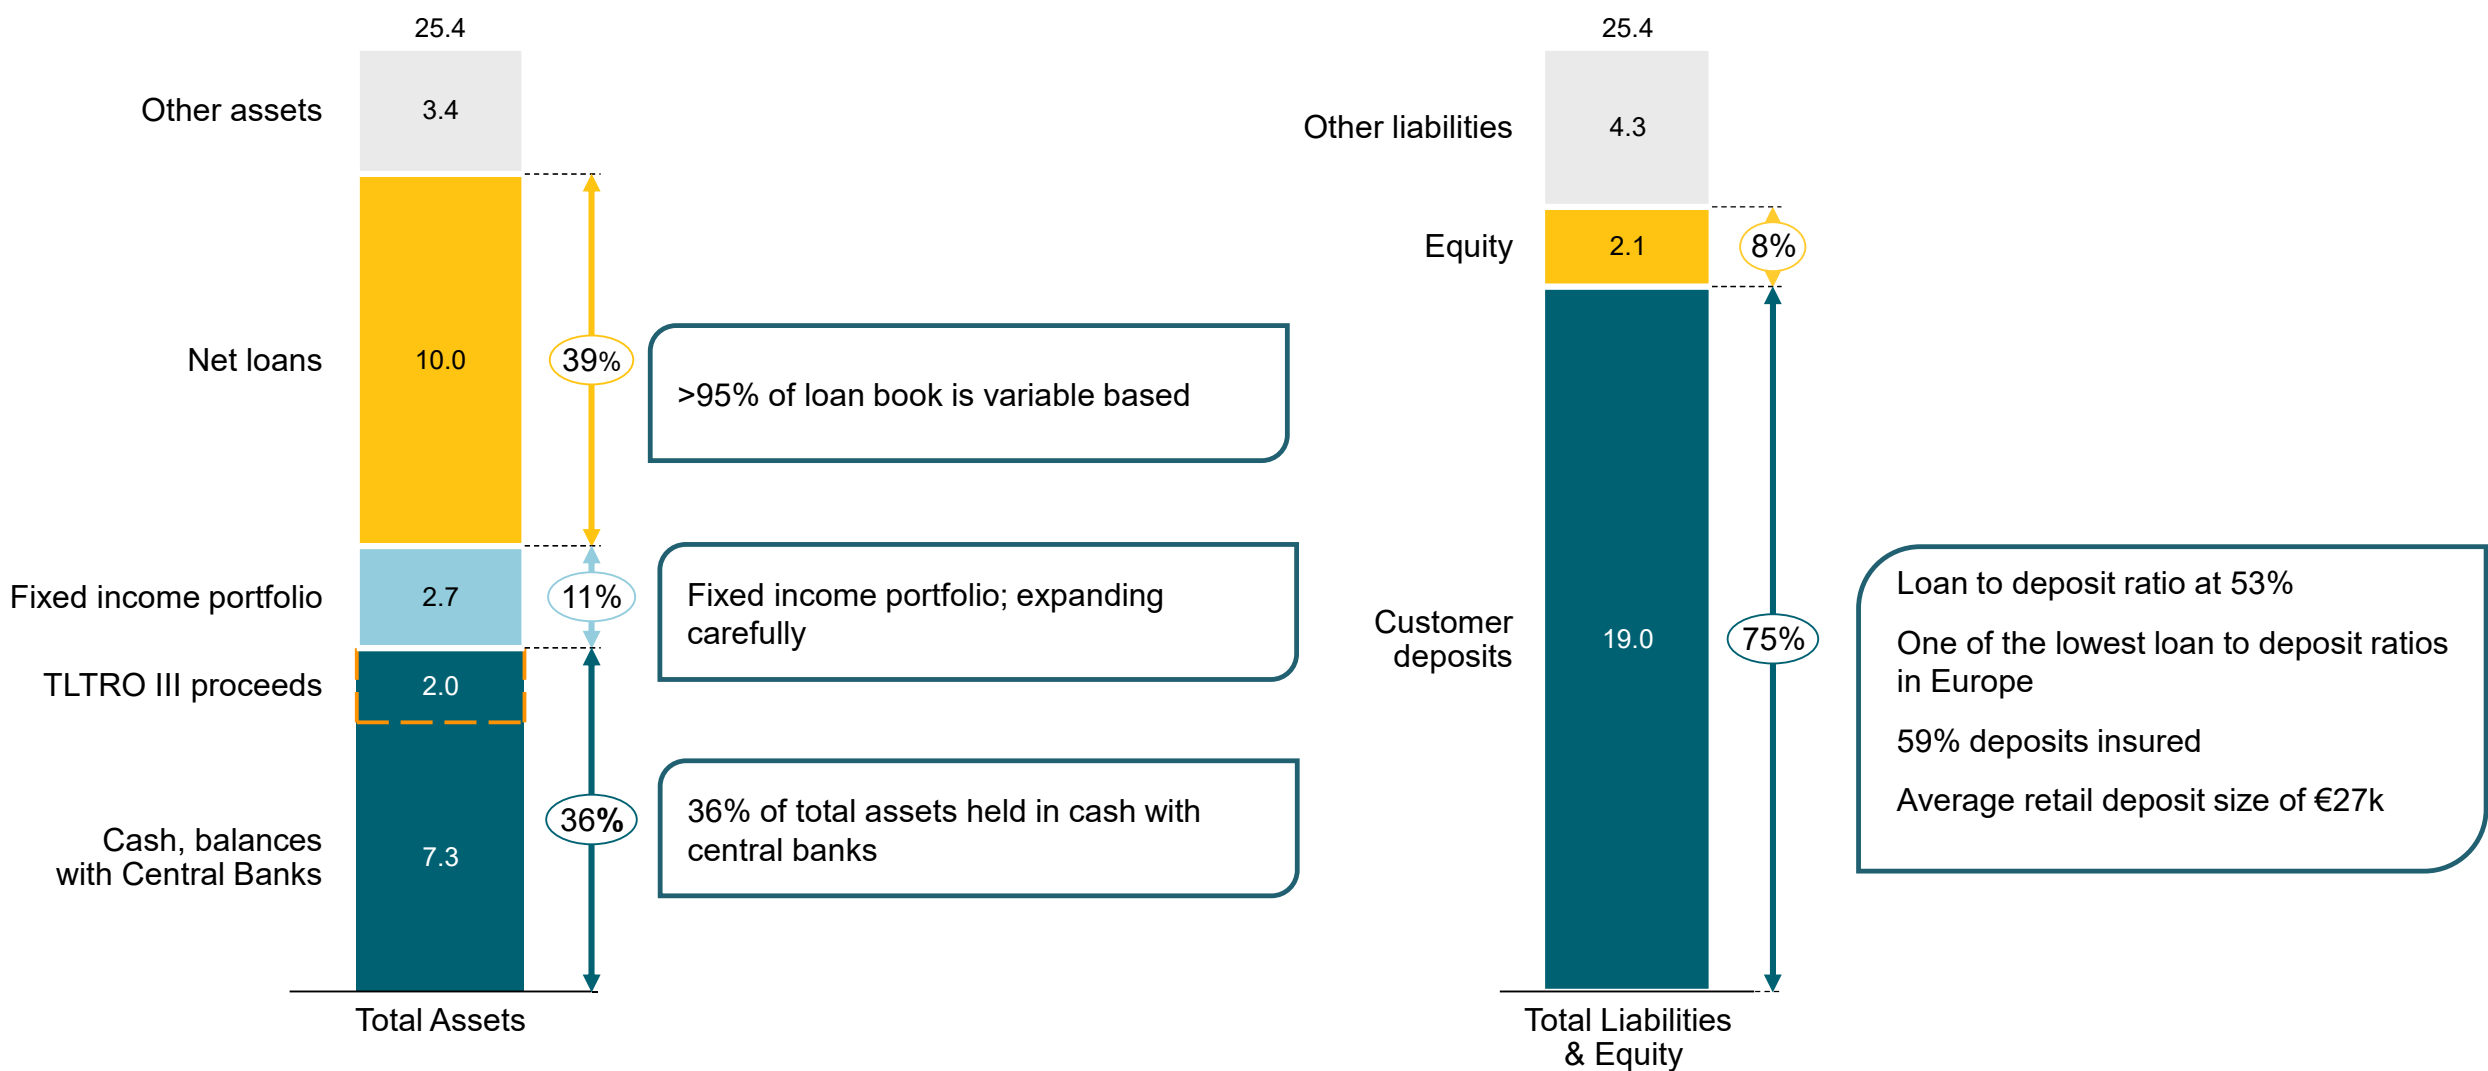 25.4
Other assets
3.4
Net loans
10.0
39%
>95% of loan book is variable based
Fixed income portfolio
2.7
11%
Fixed income portfolio; expanding
carefully
TLTRO III proceeds
2.0
Cash, balances
with Central Banks
7.3
36%
36% of total assets held in cash with
central banks
Total Assets
25.4
Other liabilities
4.3
Equity
2.1
8%
Customer
deposits
19.0
75%
Loan to deposit ratio at 53%
One of the lowest loan to deposit ratios
in Europe
59% deposits insured
Average retail deposit size of €27k
Total Liabilities
& Equity